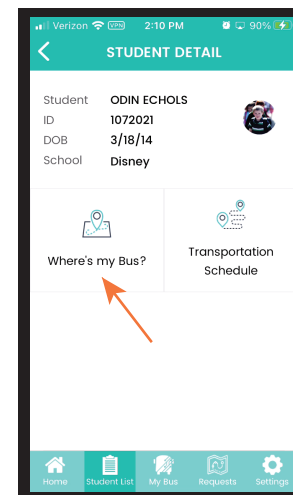 Verizon VPN 2:10 PM 90%
STUDENT DETAIL
Student ODIN ECHOLS
ID 1072021
DOB 3/18/14
School Disney
Where's my Bus?
Transportation
Schedule
Home Student List My Bus Requests Settings